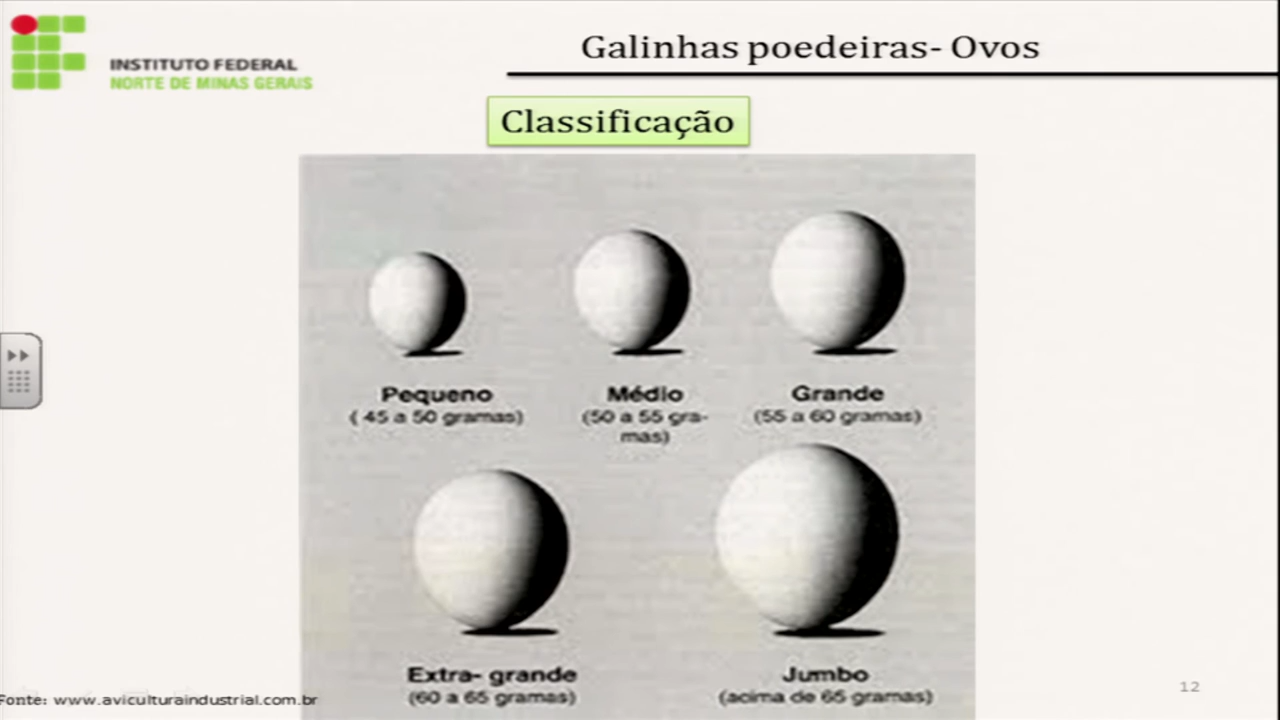 INSTITUTO FEDERAL
NORTE DE MINAS GERAIS
Galinhas poedeiras- Ovos
Classificação
Pequeno
( 45 a 50 gramas)
Médio
(50 a 55 gra-
mas)
Grande
(55 a 60 gramas)
Extra- grande
(60 a 65 gramas)
Jumbo
(acima de 65 gramas)
Fonte: www.aviculturaindustrial.com.br
12